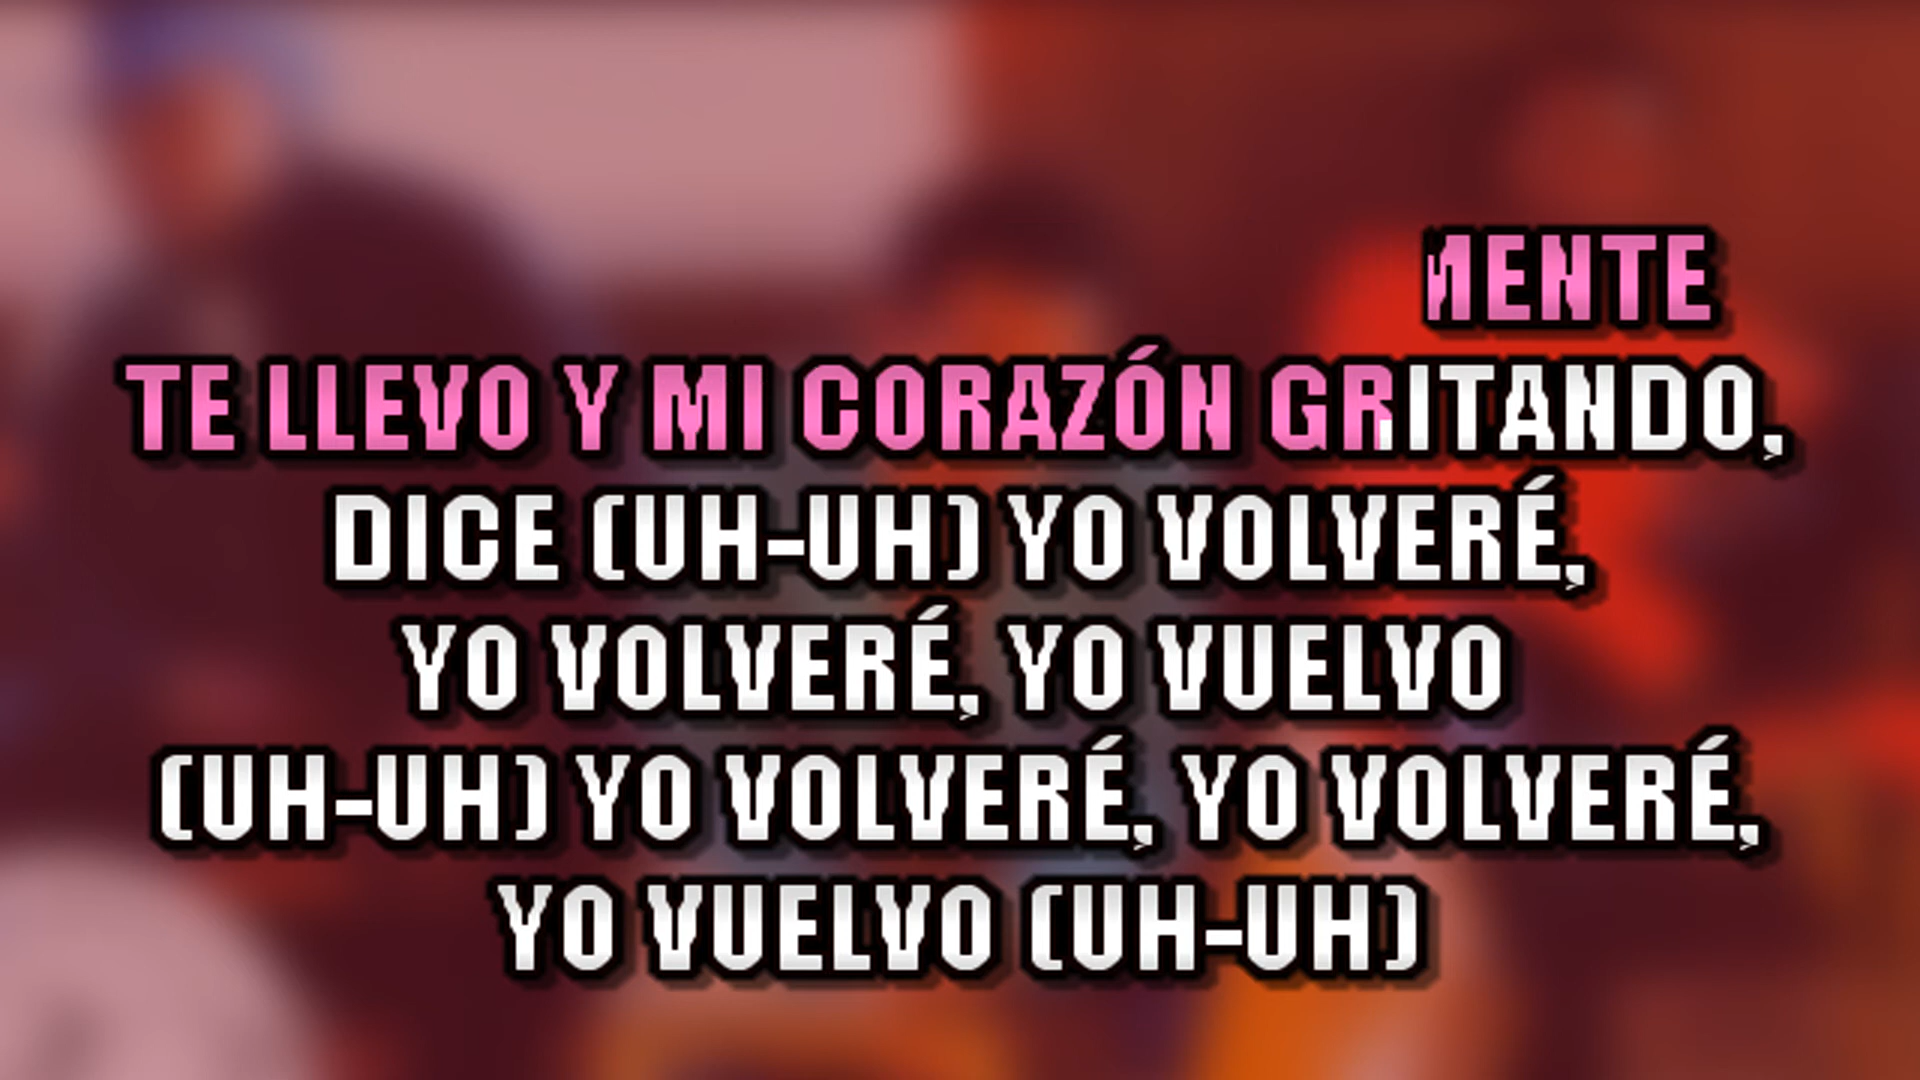 MENTE
TE LLEVO Y MI CORAZÓN GRITANDO,
DICE (UH-UH) YO VOLVERÉ,
YO VOLVERÉ, YO VUELVO
(UH-UH) YO VOLVERÉ, YO VOLVERÉ,
YO VUELVO (UH-UH)